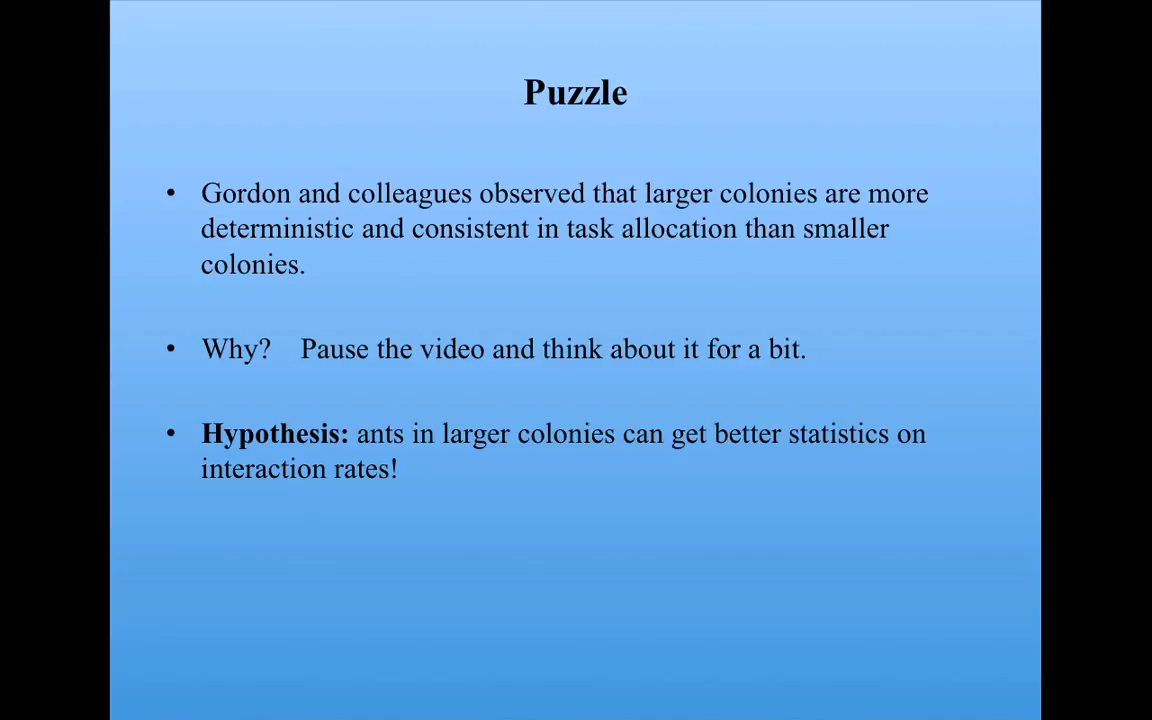 Puzzle
• Gordon and colleagues observed that larger colonies are more
deterministic and consistent in task allocation than smaller
colonies.
• Why? Pause the video and think about it for a bit.
• Hypothesis: ants in larger colonies can get better statistics on
interaction rates!